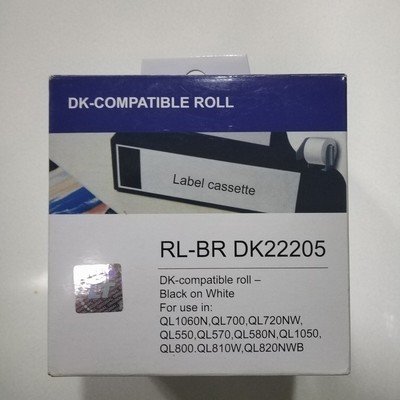 DK-COMPATIBLE ROLL
Label cassette
RL-BR DK22205
DK-compatible roll –
Black on White
For use in:
QL1060N,QL700,QL720NW,
QL550,QL570,QL580N,QL1050,
QL800.QL810W,QL820NWB